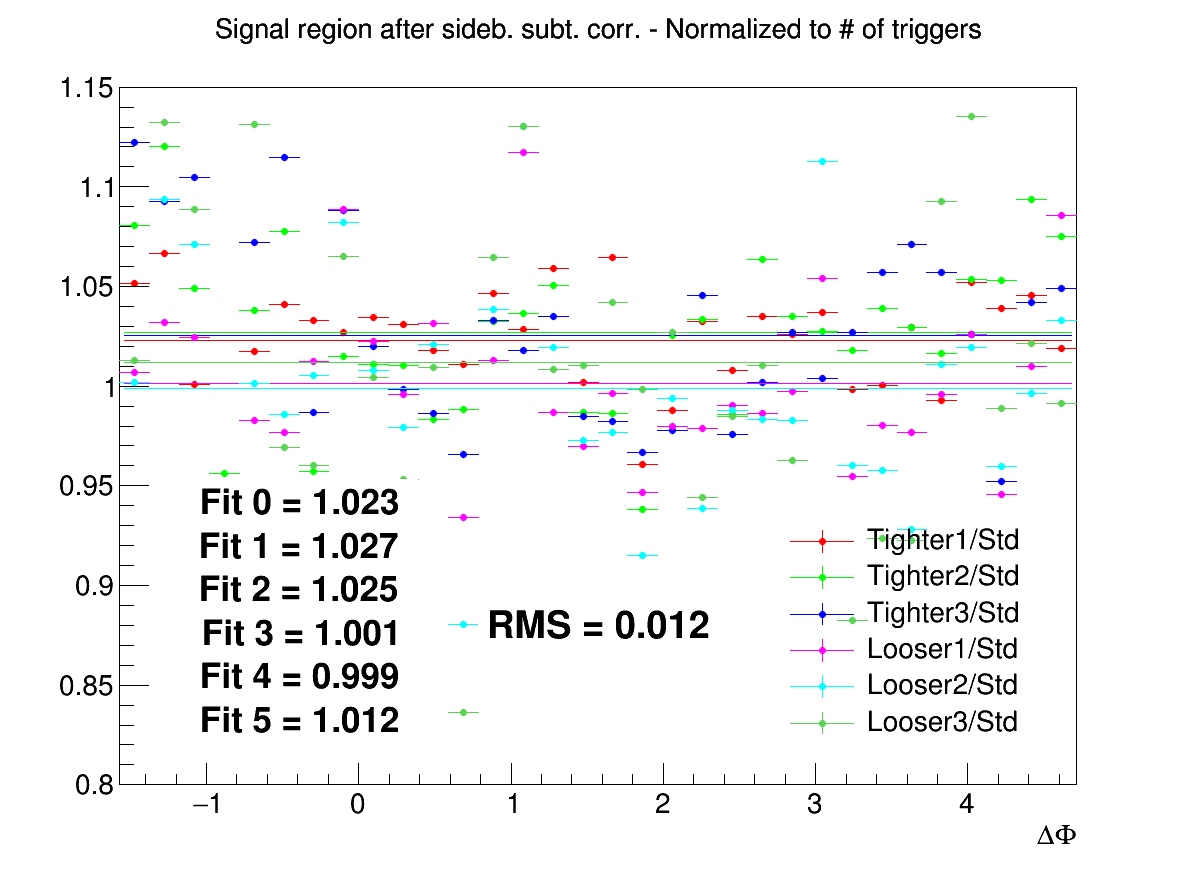 Signal region after sideb. subt. corr. - Normalized to # of triggers
1.15
1.1
1.05
1
0.95
0.9
0.85
0.8
Fit 0 = 1.023
Fit 1 = 1.027
Fit 2 = 1.025
Fit 3 = 1.001
Fit 4 = 0.999
Fit 5 = 1.012
RMS = 0.012
Tighter1/Std
Tighter2/Std
Tighter3/Std
Looser1/Std
Looser2/Std
Looser3/Std
−1 0 1 2 3 4
ΔΦ